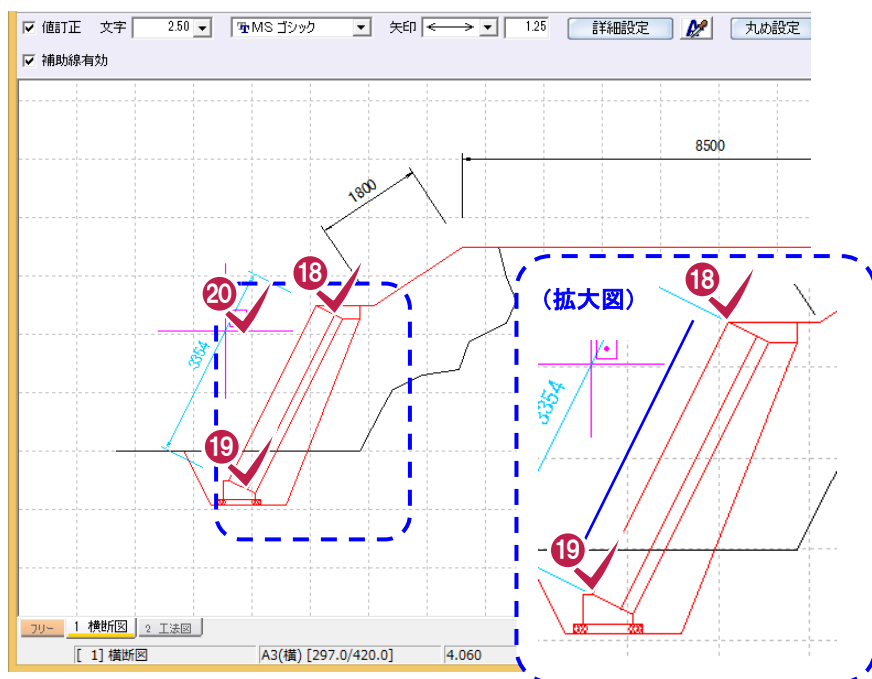 値訂正 文字 2.50 MS ゴシック 矢印 1.25 詳細設定 丸め設定
補助線有効
8500
1800
⑱
⑳
3354
⑲
(拡大図)
⑱
3354
⑲
フリー 1 横断図 2 工法図
[ 1] 横断図 A3(横) [297.0/420.0] 4.060